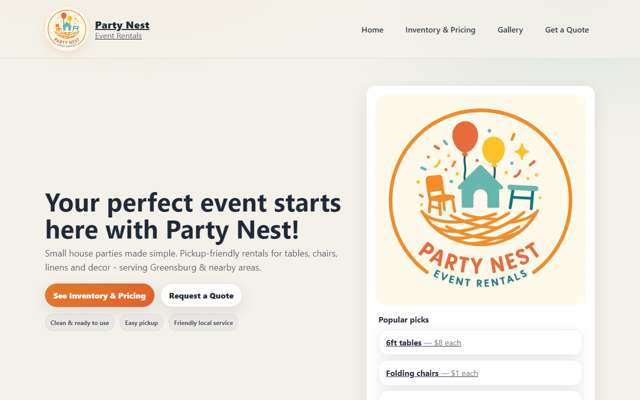 Party Nest
Event Rentals
Home
Inventory & Pricing
Gallery
Get a Quote
Your perfect event starts
here with Party Nest!
Small house parties made simple. Pickup-friendly rentals for tables, chairs,
linens and decor - serving Greensburg & nearby areas.
See Inventory & Pricing
Request a Quote
Clean & ready to use
Easy pickup
Friendly local service
PARTY NEST
EVENT RENTALS
Popular picks
6ft tables — $8 each
Folding chairs — $1 each